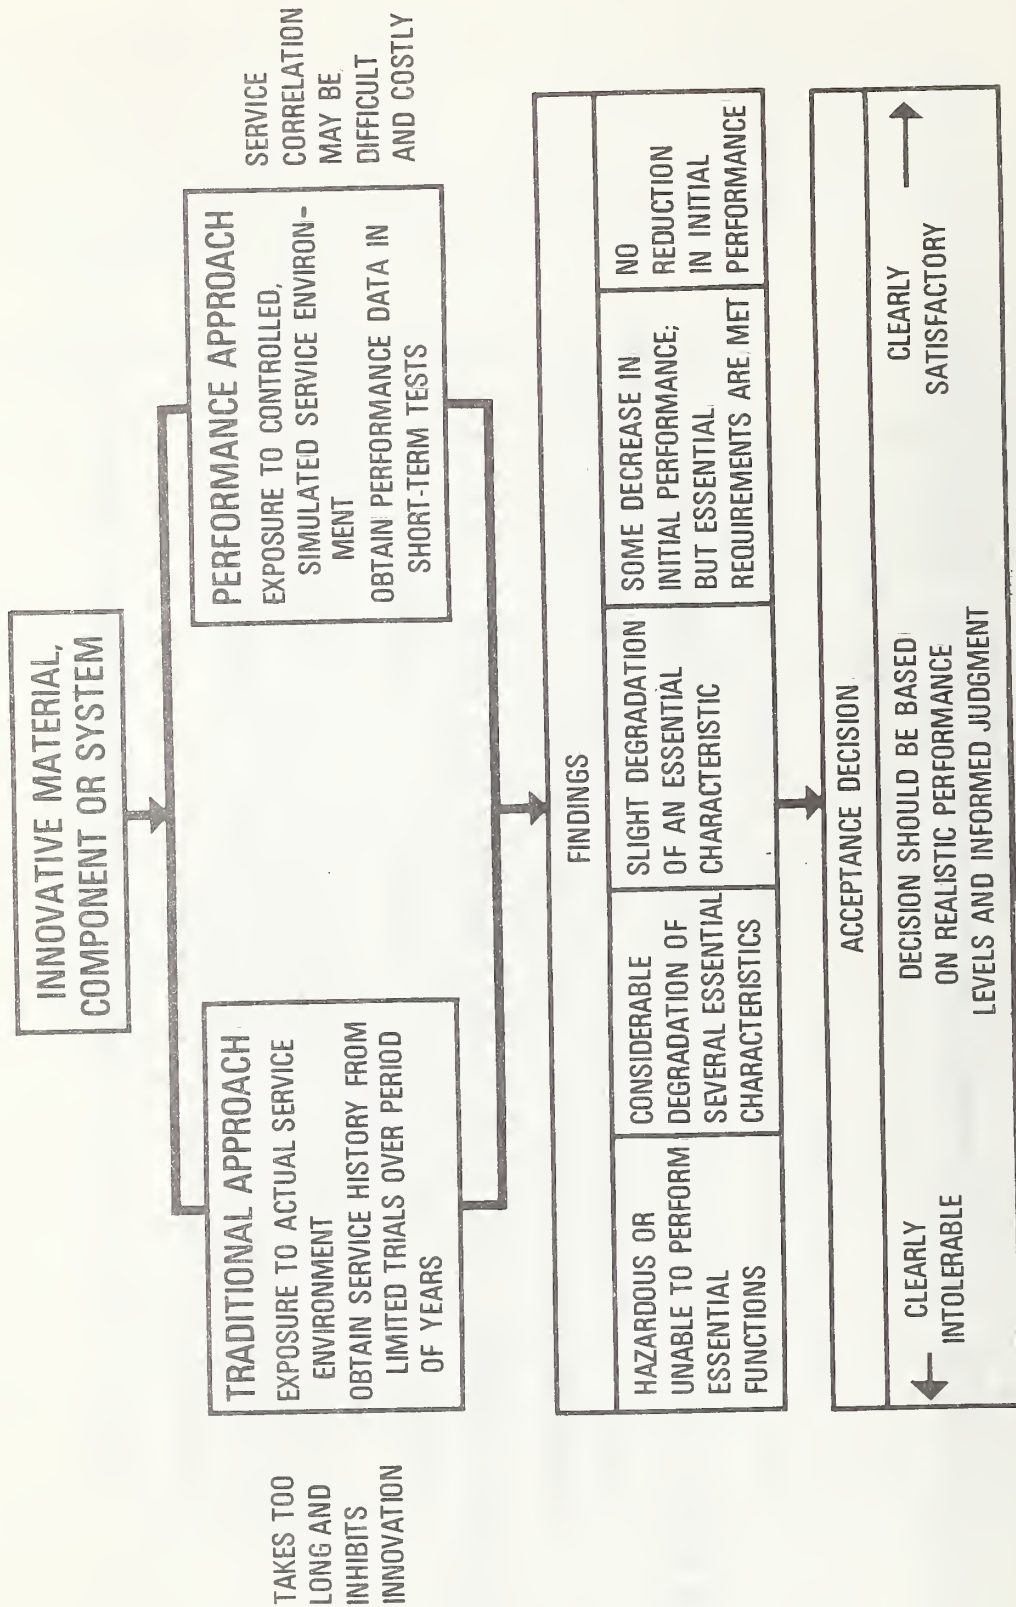 INNOVATIVE MATERIAL,
COMPONENT OR SYSTEM
TAKES TOO
LONG AND
INHIBITS
INNOVATION
TRADITIONAL APPROACH
EXPOSURE TO ACTUAL SERVICE
ENVIRONMENT
OBTAIN SERVICE HISTORY FROM
LIMITED TRIALS OVER PERIOD
OF YEARS
PERFORMANCE APPROACH
EXPOSURE TO CONTROLLED,
SIMULATED SERVICE ENVIRON-
MENT
OBTAIN PERFORMANCE DATA IN
SHORT-TERM TESTS
SERVICE
CORRELATION
MAY BE
DIFFICULT
AND COSTLY
FINDINGS
HAZARDOUS OR
UNABLE TO PERFORM
ESSENTIAL
FUNCTIONS
CONSIDERABLE
DEGRADATION OF
SEVERAL ESSENTIAL
CHARACTERISTICS
SLIGHT DEGRADATION
OF AN ESSENTIAL
CHARACTERISTIC
SOME DECREASE IN
INITIAL PERFORMANCE;
BUT ESSENTIAL
REQUIREMENTS ARE MET
NO
REDUCTION
IN INITIAL
PERFORMANCE
ACCEPTANCE DECISION
CLEARLY
INTOLERABLE
DECISION SHOULD BE BASED
ON REALISTIC PERFORMANCE
LEVELS AND INFORMED JUDGMENT
CLEARLY
SATISFACTORY